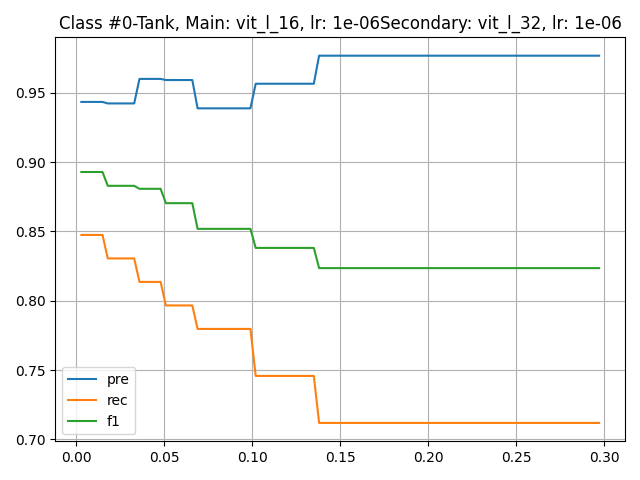 Class #0-Tank, Main: vit_l_16, lr: 1e-06Secondary: vit_l_32, lr: 1e-06
0.95
0.90
0.85
0.80
0.75
0.70
pre
rec
f1
0.00 0.05 0.10 0.15 0.20 0.25 0.30